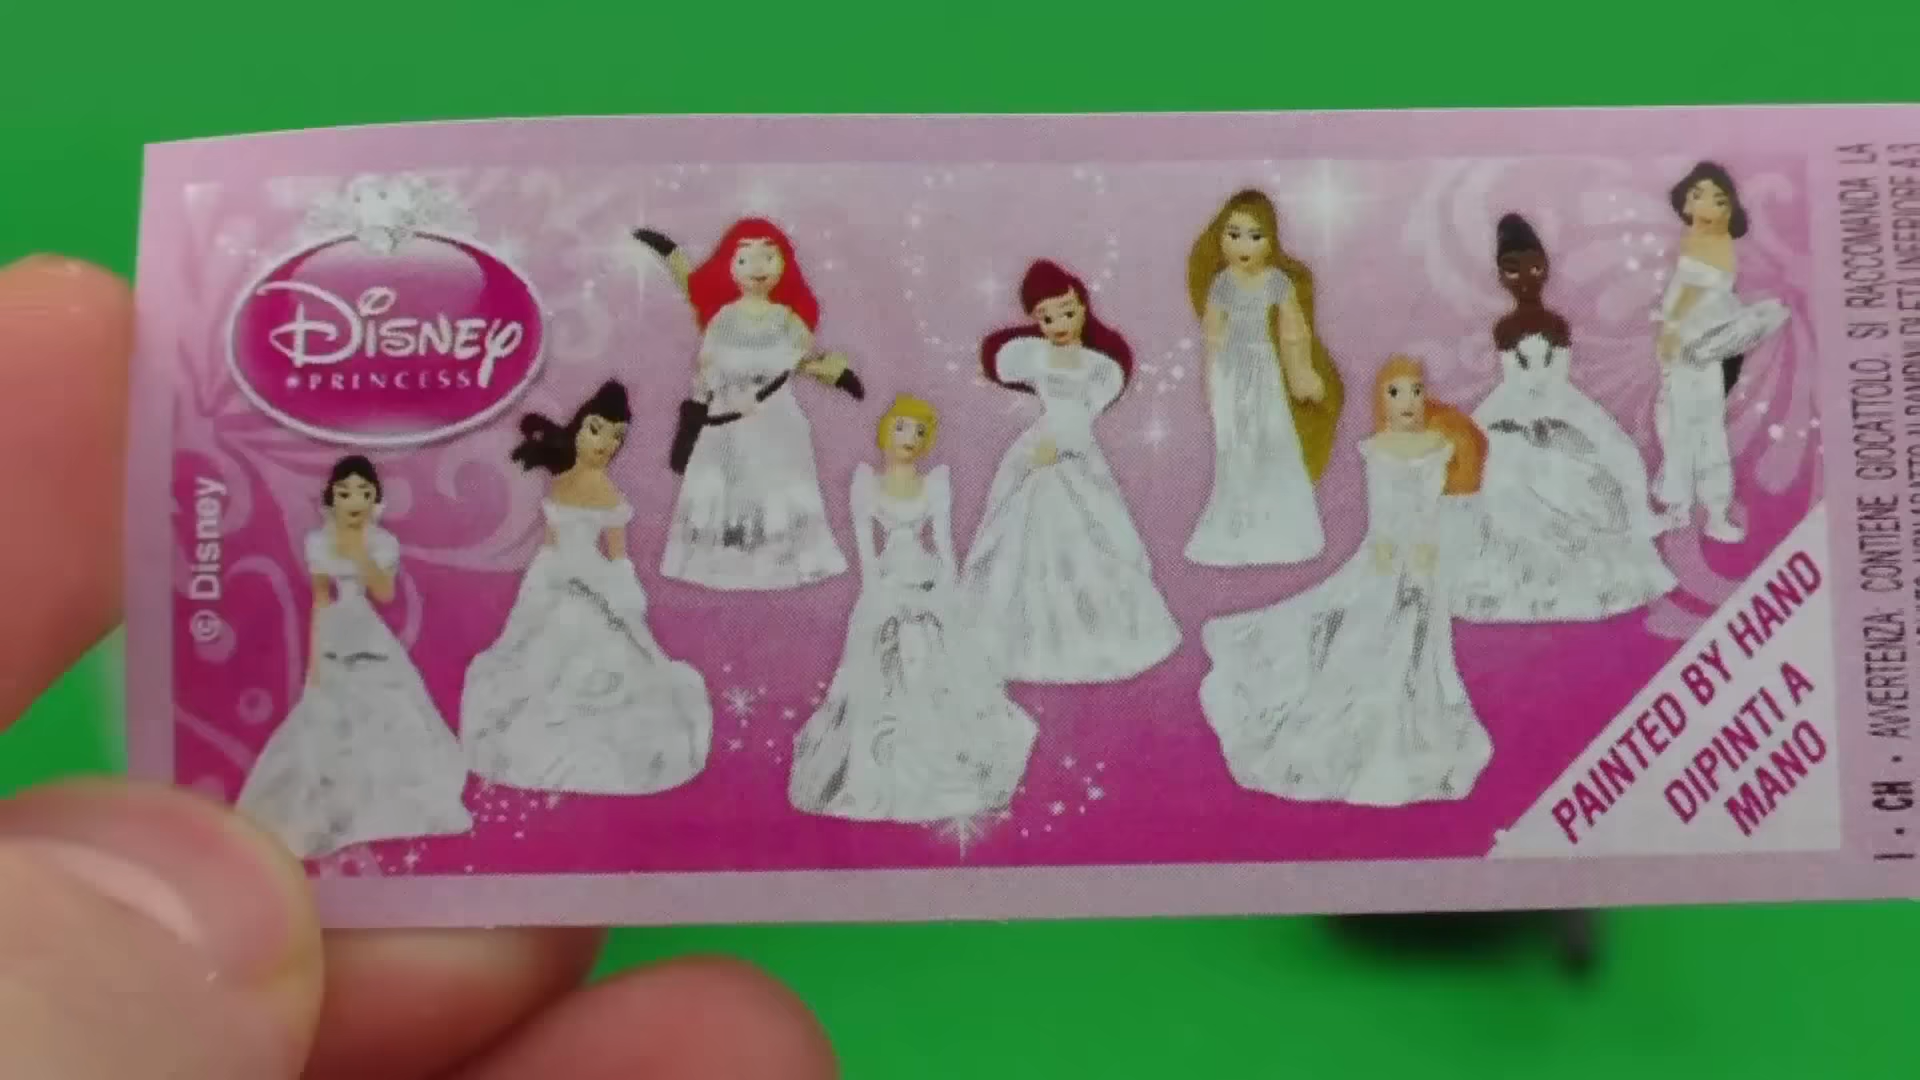 DISNEY
PRINCESS
© Disney
PAINTED BY HAND
DIPINTI A
MANO
I • CH • AVVERTENZA: CONTIENE GIOCATTOLO. SI RACCOMANDA LA